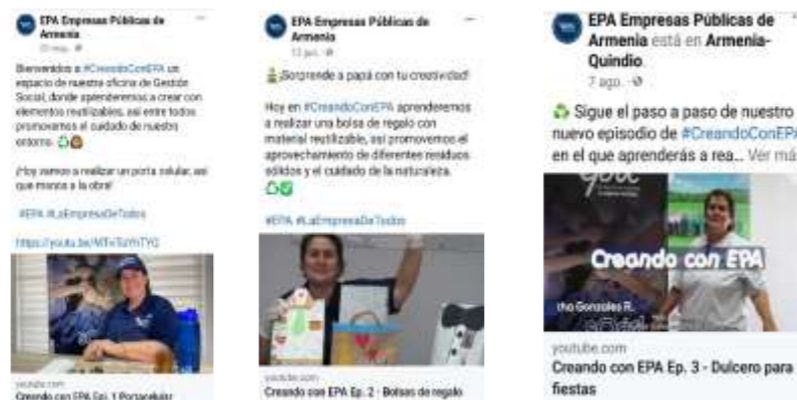 EPA Empresas Públicas de
Armenia
Bienvenidos a #CreandoConEPA un
espacio de nuestra oficina de Gestión
Social, donde aprenderemos a crear con
elementos reutilizables, así entre todos
promovemos el cuidado de nuestro
entorno.
¡Hoy vamos a realizar un porta celular, así
que manos a la obra!
#EPA #LaEmpresaDeTodos
youtube.com
Creando con EPA Epi. 1 Portacelular
EPA Empresas Públicas de
Armenia
12 jun.
¡Sorprende a papá con tu creatividad!
Hoy en #CreandoConEPA aprenderemos
a realizar una bolsa de regalo con
material reutilizable, así promovemos el
aprovechamiento de diferentes residuos
sólidos y el cuidado de la naturaleza.
#EPA #LaEmpresaDeTodos
youtube.com
Creando con EPA Ep. 2 - Bolsas de regalo
EPA Empresas Públicas de
Armenia está en Armenia-
Quindío.
7 ago.
Sigue el paso a paso de nuestro
nuevo episodio de #CreandoConEPA
en el que aprenderás a rea... Ver más
Creando con EPA
tha Gonzales R.
youtube.com
Creando con EPA Ep. 3 - Dulcero para
fiestas